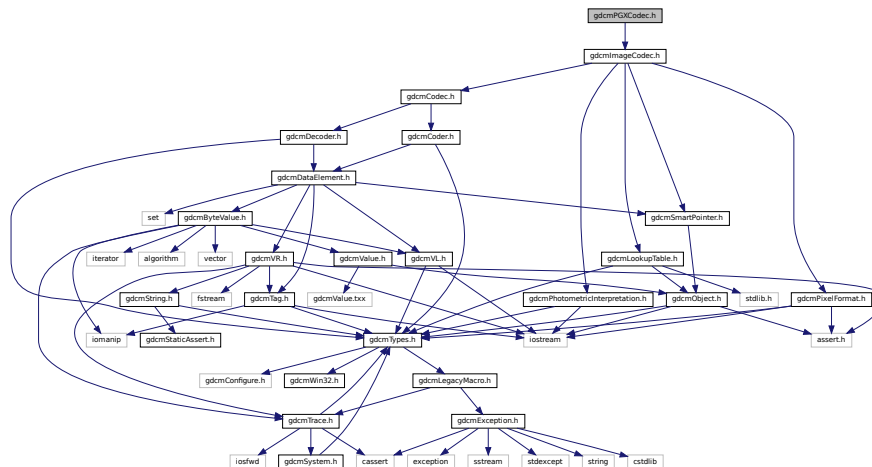 gdcmPGXCodec.h
gdcmImageCodec.h
gdcmCodec.h
gdcmDecoder.h
gdcmCoder.h
gdcmDataElement.h
set
gdcmByteValue.h
gdcmSmartPointer.h
iterator
algorithm
vector
gdcmVR.h
gdcmValue.h
gdcmVL.h
gdcmLookupTable.h
gdcmString.h
fstream
gdcmTag.h
gdcmValue.txx
gdcmPhotometricInterpretation.h
gdcmObject.h
stdlib.h
gdcmPixelFormat.h
iomanip
gdcmStaticAssert.h
gdcmTypes.h
iostream
assert.h
gdcmConfigure.h
gdcmWin32.h
gdcmLegacyMacro.h
gdcmTrace.h
gdcmException.h
iosfwd
gdcmSystem.h
cassert
exception
sstream
stdexcept
string
cstdlib